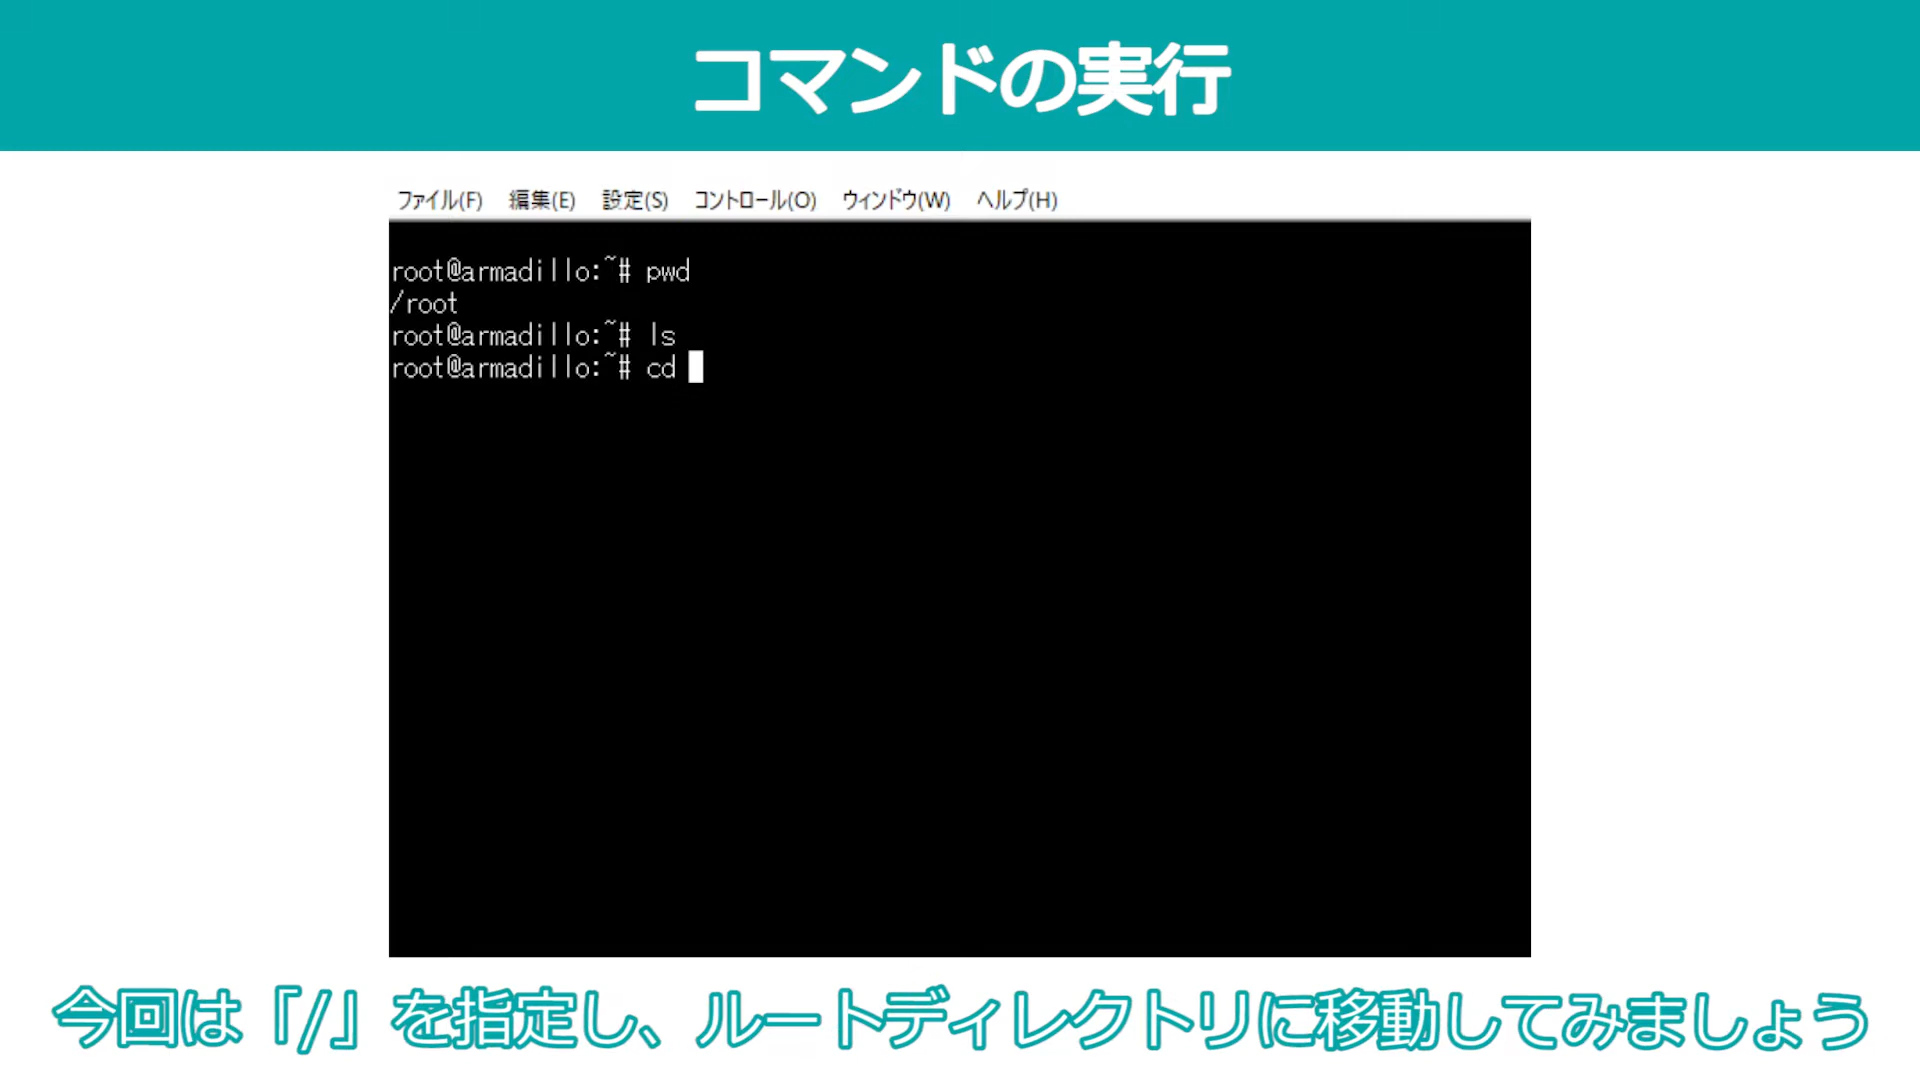 コマンドの実行
ファイル(F) 編集(E) 設定(S) コントロール(O) ウィンドウ(W) ヘルプ(H)
root@armadillo:~# pwd
/root
root@armadillo:~# ls
root@armadillo:~# cd
今回は「/」を指定し、ルートディレクトリに移動してみましょう